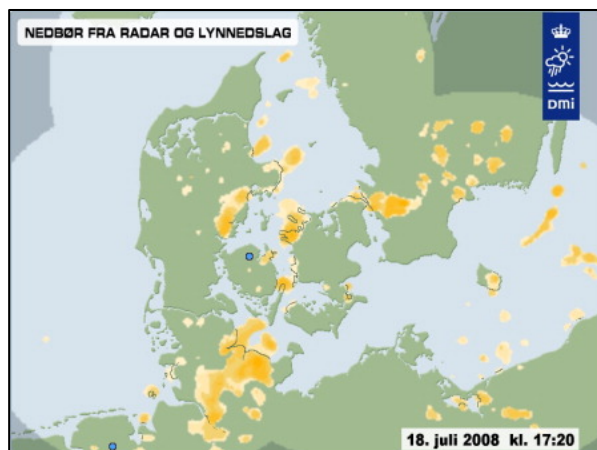 NEDBØR FRA RADAR OG LYNNEDSLAG
DMi
18. juli 2008 kl. 17:20